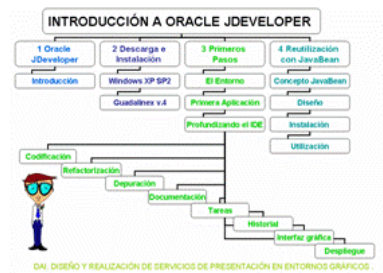 INTRODUCCIÓN A ORACLE JDEVELOPER
1 Oracle
JDeveloper
2 Descarga e
Instalación
3 Primeros
Pasos
4 Reutilización
con JavaBean
Introducción
Windows XP SP2
El Entorno
Concepto JavaBean
Guadalinex v.4
Primera Aplicación
Diseño
Profundizando el IDE
Instalación
Utilización
Codificación
Refactorización
Depuración
Documentación
Tareas
Historial
Interfaz gráfica
Despliegue
DAI. DISEÑO Y REALIZACIÓN DE SERVICIOS DE PRESENTACIÓN EN ENTORNOS GRÁFICOS.